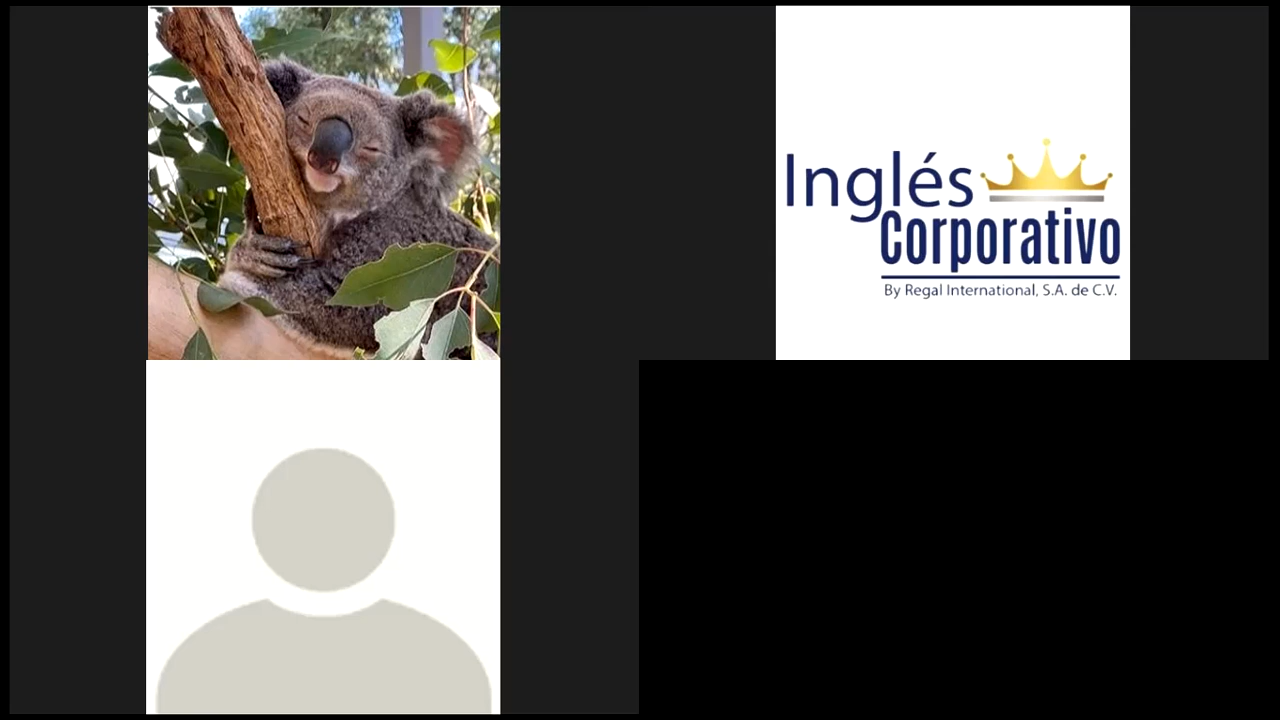 Inglés
Corporativo
By Regal International, S.A. de C.V.